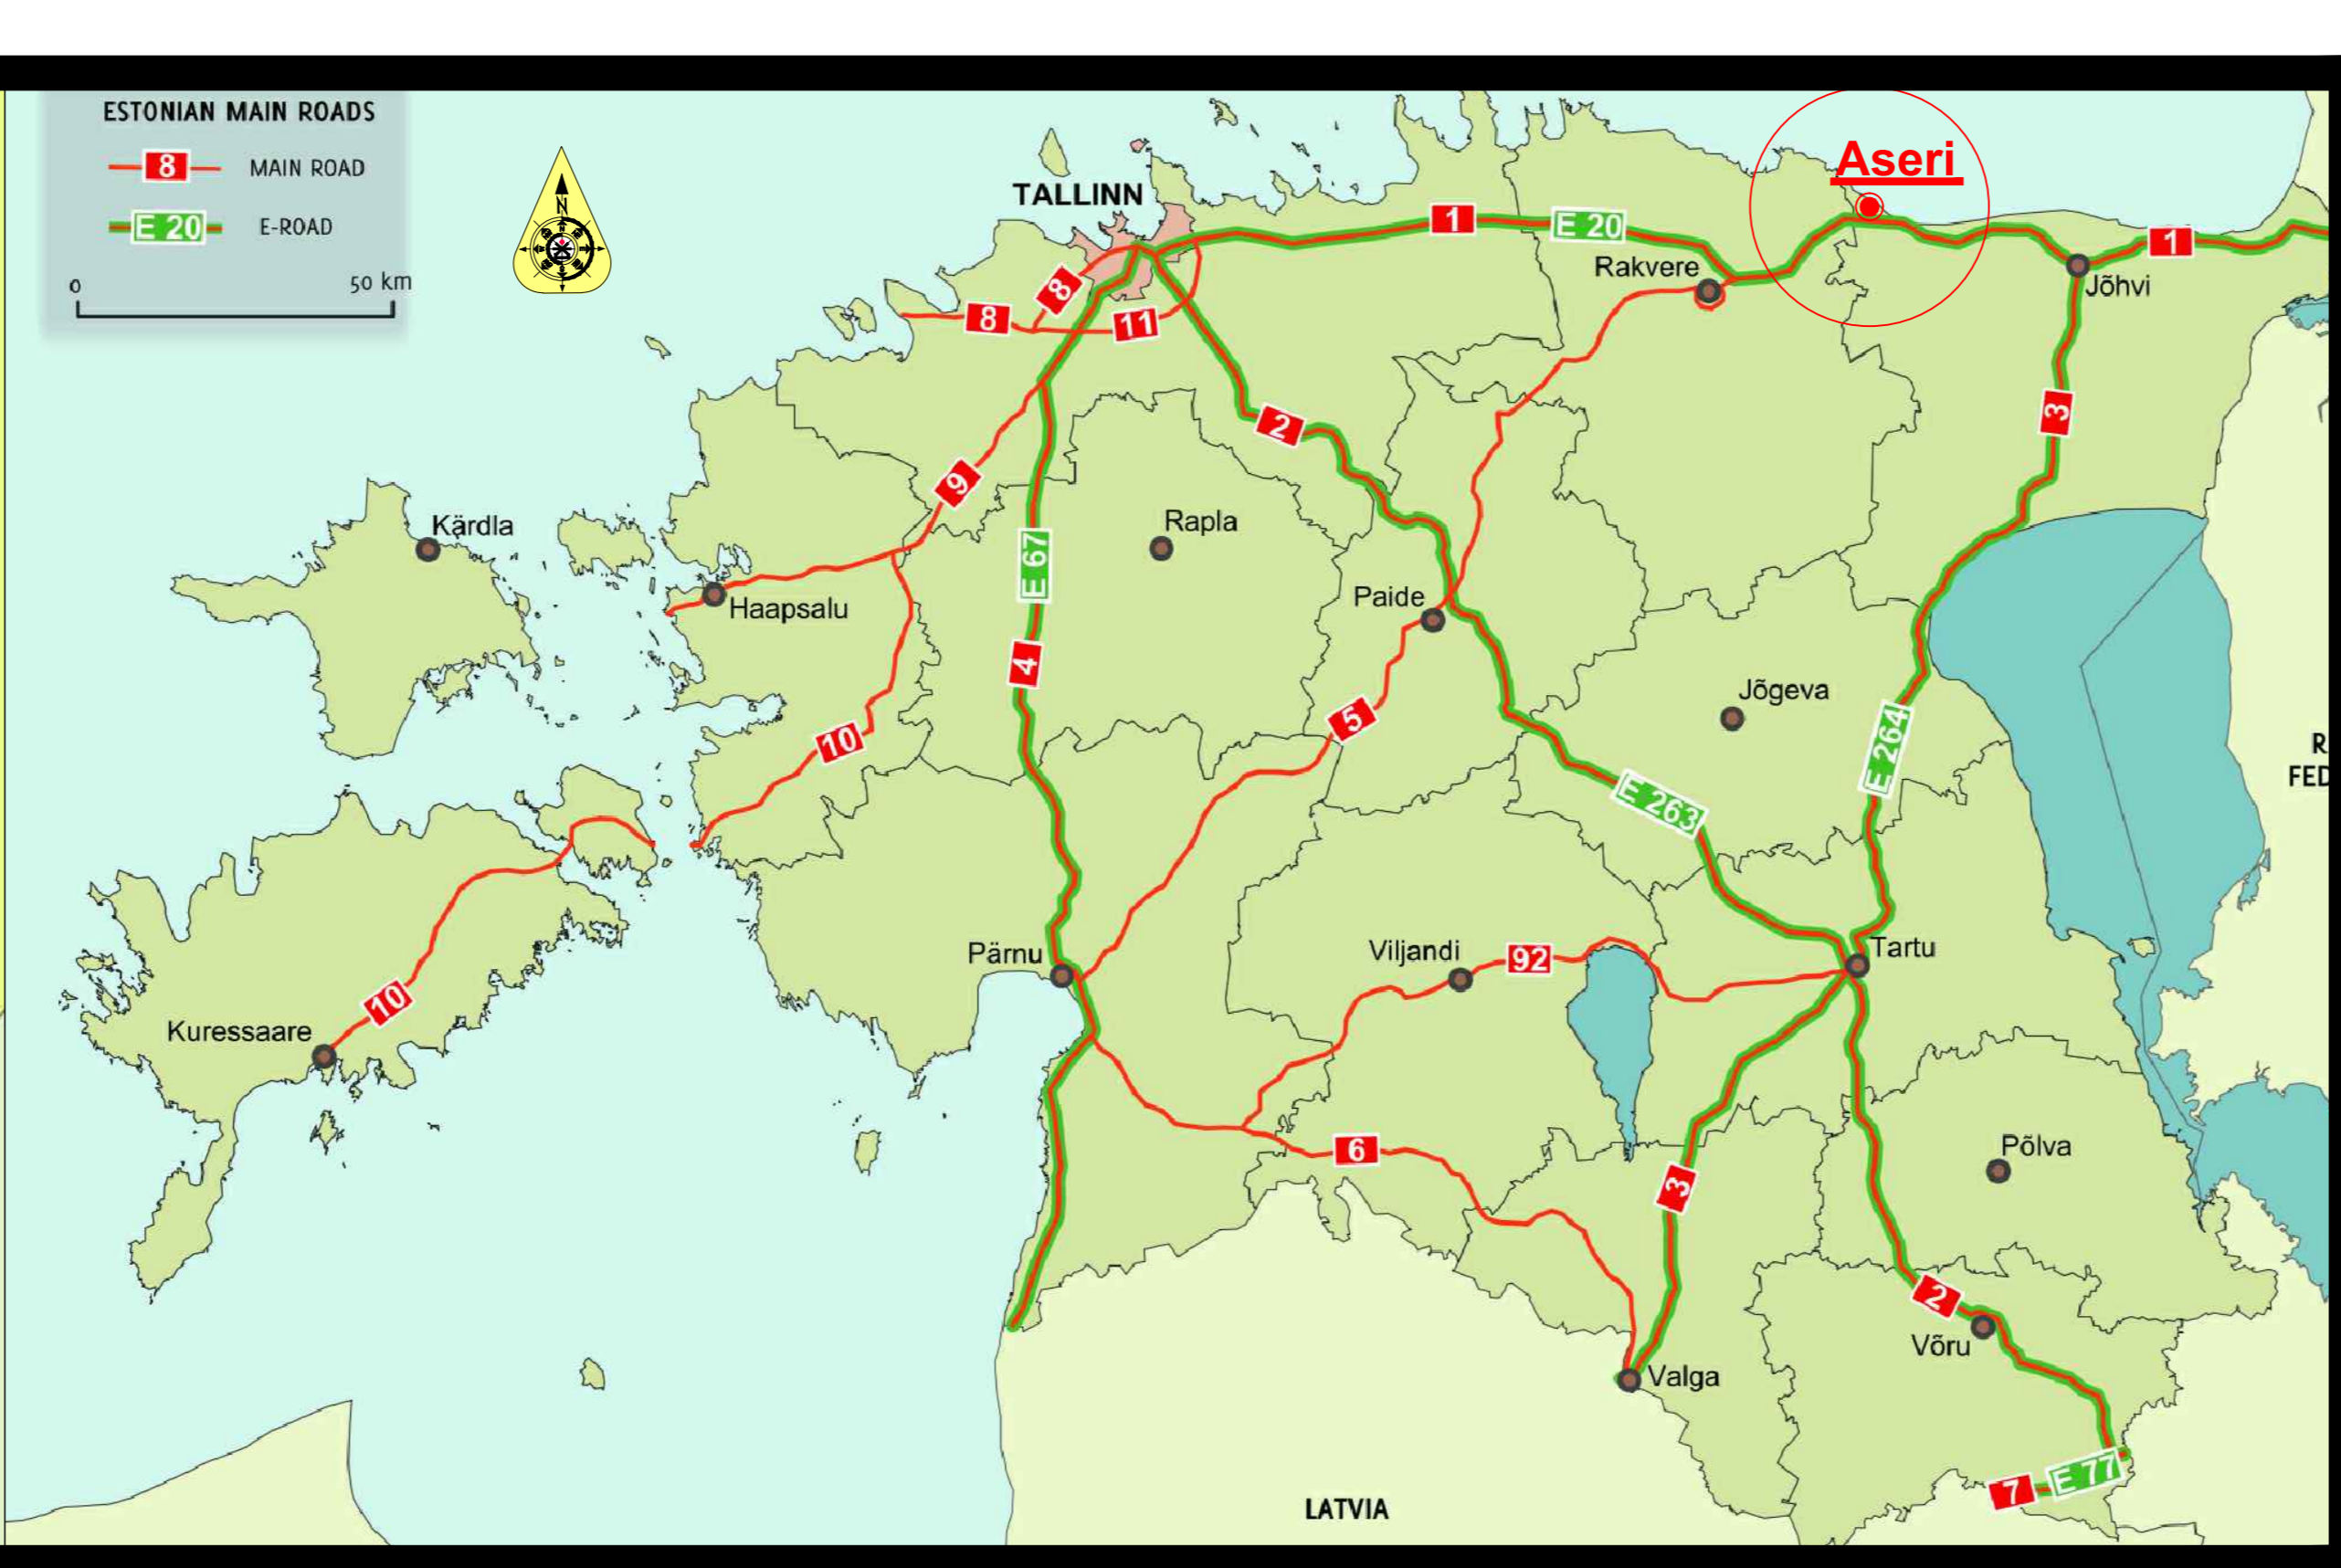 ESTONIAN MAIN ROADS
8 MAIN ROAD
E 20 E-ROAD
0 50 km
N
TALLINN
Aseri
1
E 20
Rakvere
1
Jõhvi
8
8
11
2
3
9
Kärdla
Rapla
E 67
Haapsalu
Paide
4
Jõgeva
5
10
E 264
R
FED
E 263
Pärnu
Viljandi
92
Tartu
10
Kuressaare
6
Põlva
3
2
Võru
Valga
7
E 77
LATVIA